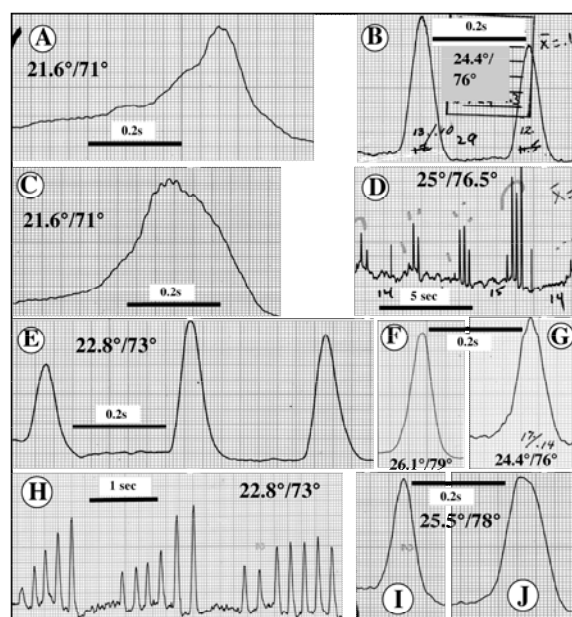 A
21.6°/71°
0.2s
B
0.2s
24.4°/
76°
x̄=.
13/.10
29
12.
C
21.6°/71°
0.2s
D
25°/76.5°
x̄=
14
15
14
5 sec
E
22.8°/73°
0.2s
F
0.2s
G
26.1°/79°
17/.14
24.4°/76°
H
1 sec
22.8°/73°
0.2s
25.5°/78°
I
J